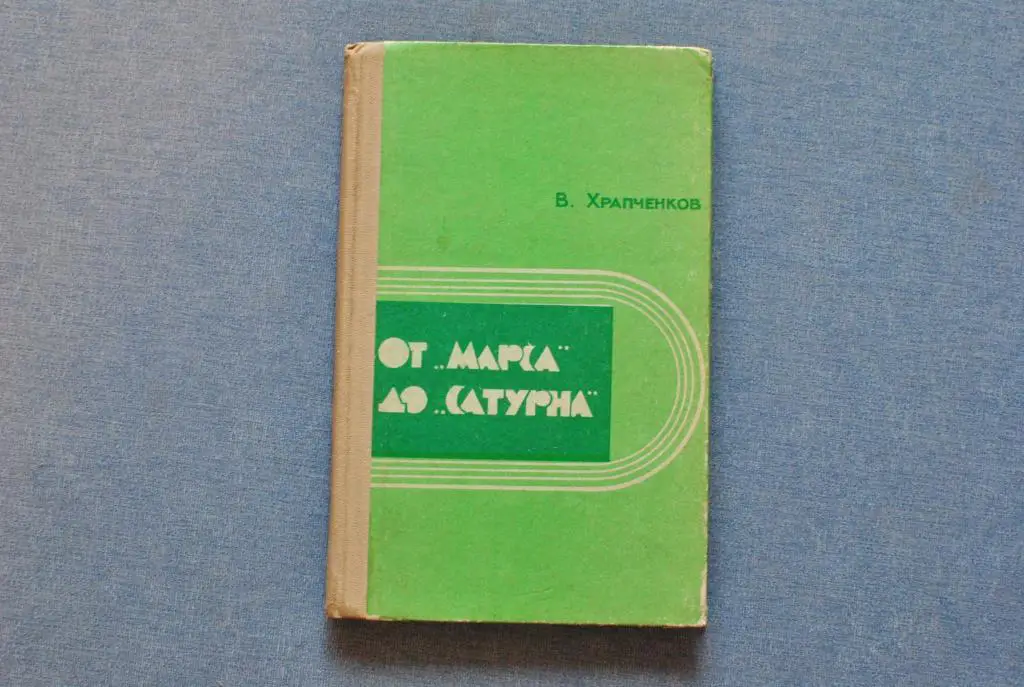 В. ХРАПЧЕНКОВ
ОТ „МАРСА"
ДО „САТУРНА"